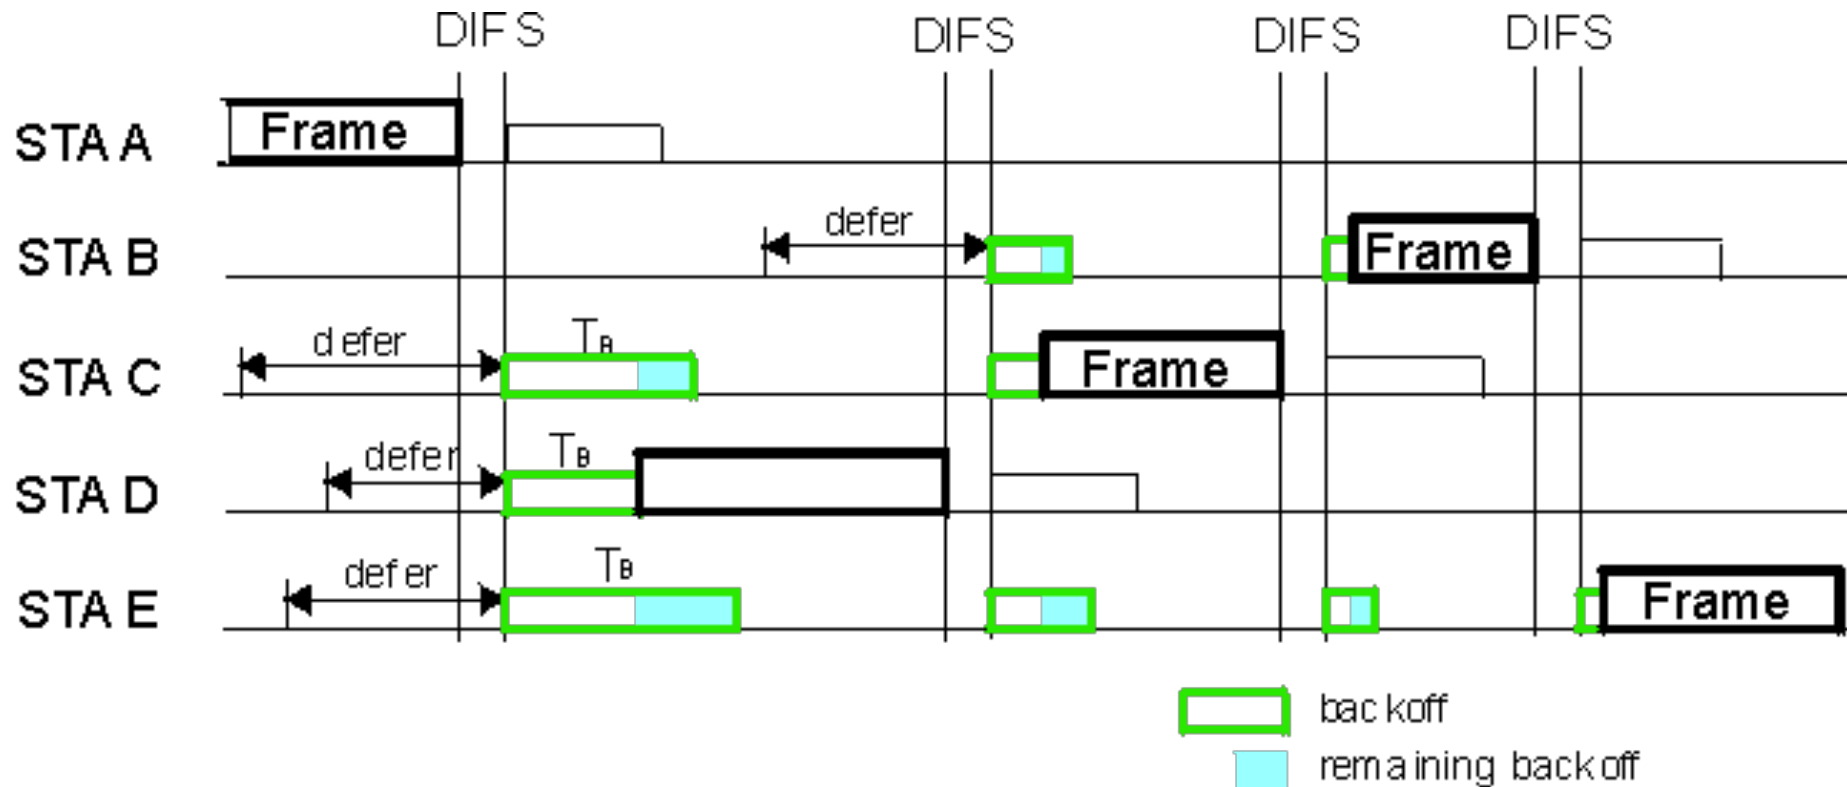 DIFS DIFS DIFS DIFS
STA A Frame
STA B defer Frame
STA C defer TB Frame
STA D defer TB
STA E defer TB Frame
backoff
remaining backoff